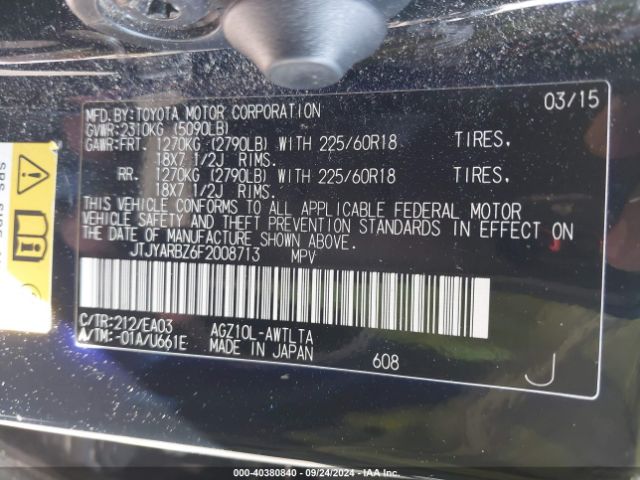 MFD. BY: TOYOTA MOTOR CORPORATION 03/15
GVWR: 2310KG (5090LB)
GAWR: FRT. 1270KG (2790LB) WITH 225/60R18 TIRES,
18X7 1/2J RIMS.
RR. 1270KG (2790LB) WITH 225/60R18 TIRES,
18X7 1/2J RIMS.
THIS VEHICLE CONFORMS TO ALL APPLICABLE FEDERAL MOTOR
VEHICLE SAFETY AND THEFT PREVENTION STANDARDS IN EFFECT ON
THE DATE OF MANUFACTURE SHOWN ABOVE.
JTJYARBZ6F2008713 MPV
C/TR: 212/EA03 AGZ10L-AWTLTA
A/TM: -01A/U661E MADE IN JAPAN 608 J
SRS SIDE
000-40380840 - 09/24/2024 - IAA Inc.